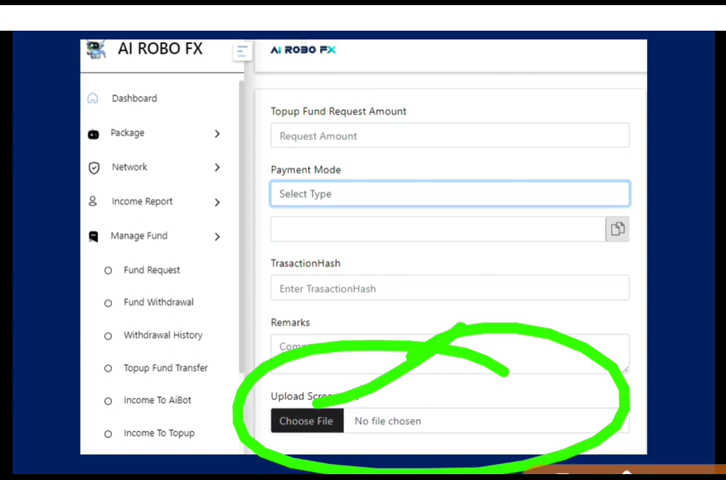 AI ROBO FX
AI ROBO FX
Dashboard
Package
Network
Income Report
Manage Fund
Fund Request
Fund Withdrawal
Withdrawal History
Topup Fund Transfer
Income To AiBot
Income To Topup
Topup Fund Request Amount
Request Amount
Payment Mode
Select Type
TrasactionHash
Enter TrasactionHash
Remarks
Upload
Choose File
No file chosen